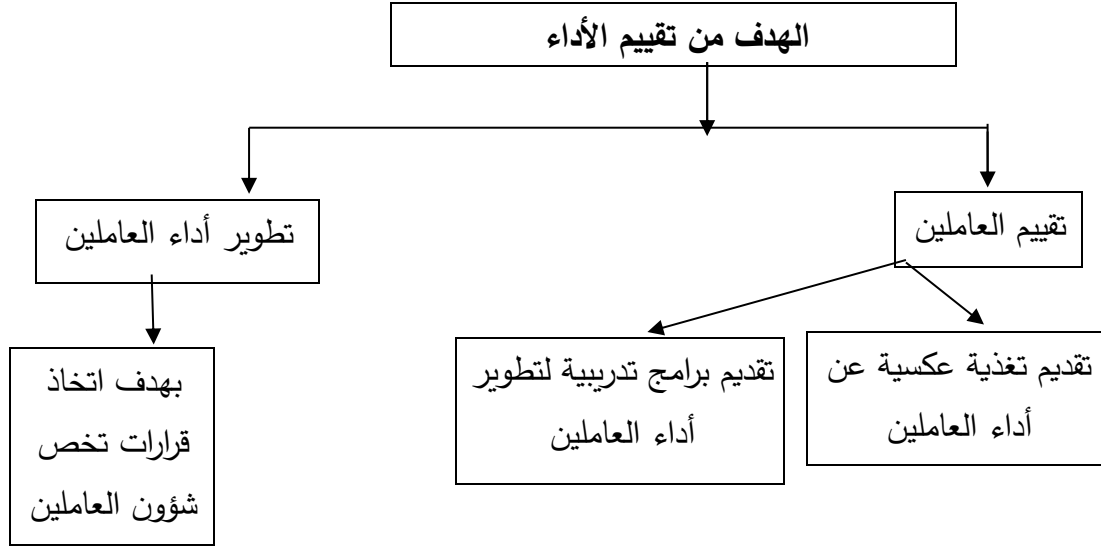 الهدف من تقييم الأداء
تقييم العاملين
تطوير أداء العاملين
تقديم تغذية عكسية عن
أداء العاملين
تقديم برامج تدريبية لتطوير
أداء العاملين
بهدف اتخاذ
قرارات تخص
شؤون العاملين